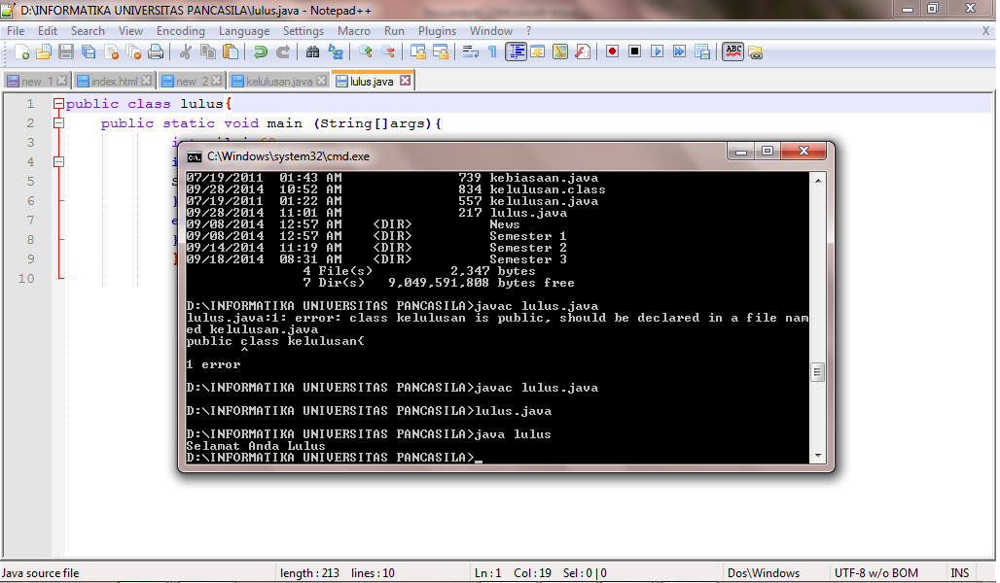 D:\INFORMATIKA UNIVERSITAS PANCASILA\lulus.java - Notepad++
File Edit Search View Encoding Language Settings Macro Run Plugins Window ? X
ABC
new 1 index.html new 2 kelulusan.java lulus.java
1 public class lulus{
2 public static void main (String[]args){
3
4
5
6 }
7
8
9
10
C:\Windows\system32\cmd.exe
07/19/2011 01:43 AM 739 kebiasaan.java
09/28/2014 10:52 AM 834 kelulusan.class
07/19/2011 01:22 AM 557 kelulusan.java
09/28/2014 11:01 AM 217 lulus.java
09/08/2014 12:57 AM <DIR> News
09/08/2014 12:57 AM <DIR> Semester 1
09/14/2014 11:19 AM <DIR> Semester 2
09/18/2014 08:31 AM <DIR> Semester 3
4 File(s) 2,347 bytes
7 Dir(s) 9,049,591,808 bytes free
D:\INFORMATIKA UNIVERSITAS PANCASILA>javac lulus.java
lulus.java:1: error: class kelulusan is public, should be declared in a file nam
ed kelulusan.java
public class kelulusan{
^
1 error
D:\INFORMATIKA UNIVERSITAS PANCASILA>javac lulus.java
D:\INFORMATIKA UNIVERSITAS PANCASILA>lulus.java
D:\INFORMATIKA UNIVERSITAS PANCASILA>java lulus
Selamat Anda Lulus
D:\INFORMATIKA UNIVERSITAS PANCASILA>_
Java source file length : 213 lines : 10 Ln : 1 Col : 19 Sel : 0 | 0 Dos\Windows UTF-8 w/o BOM INS